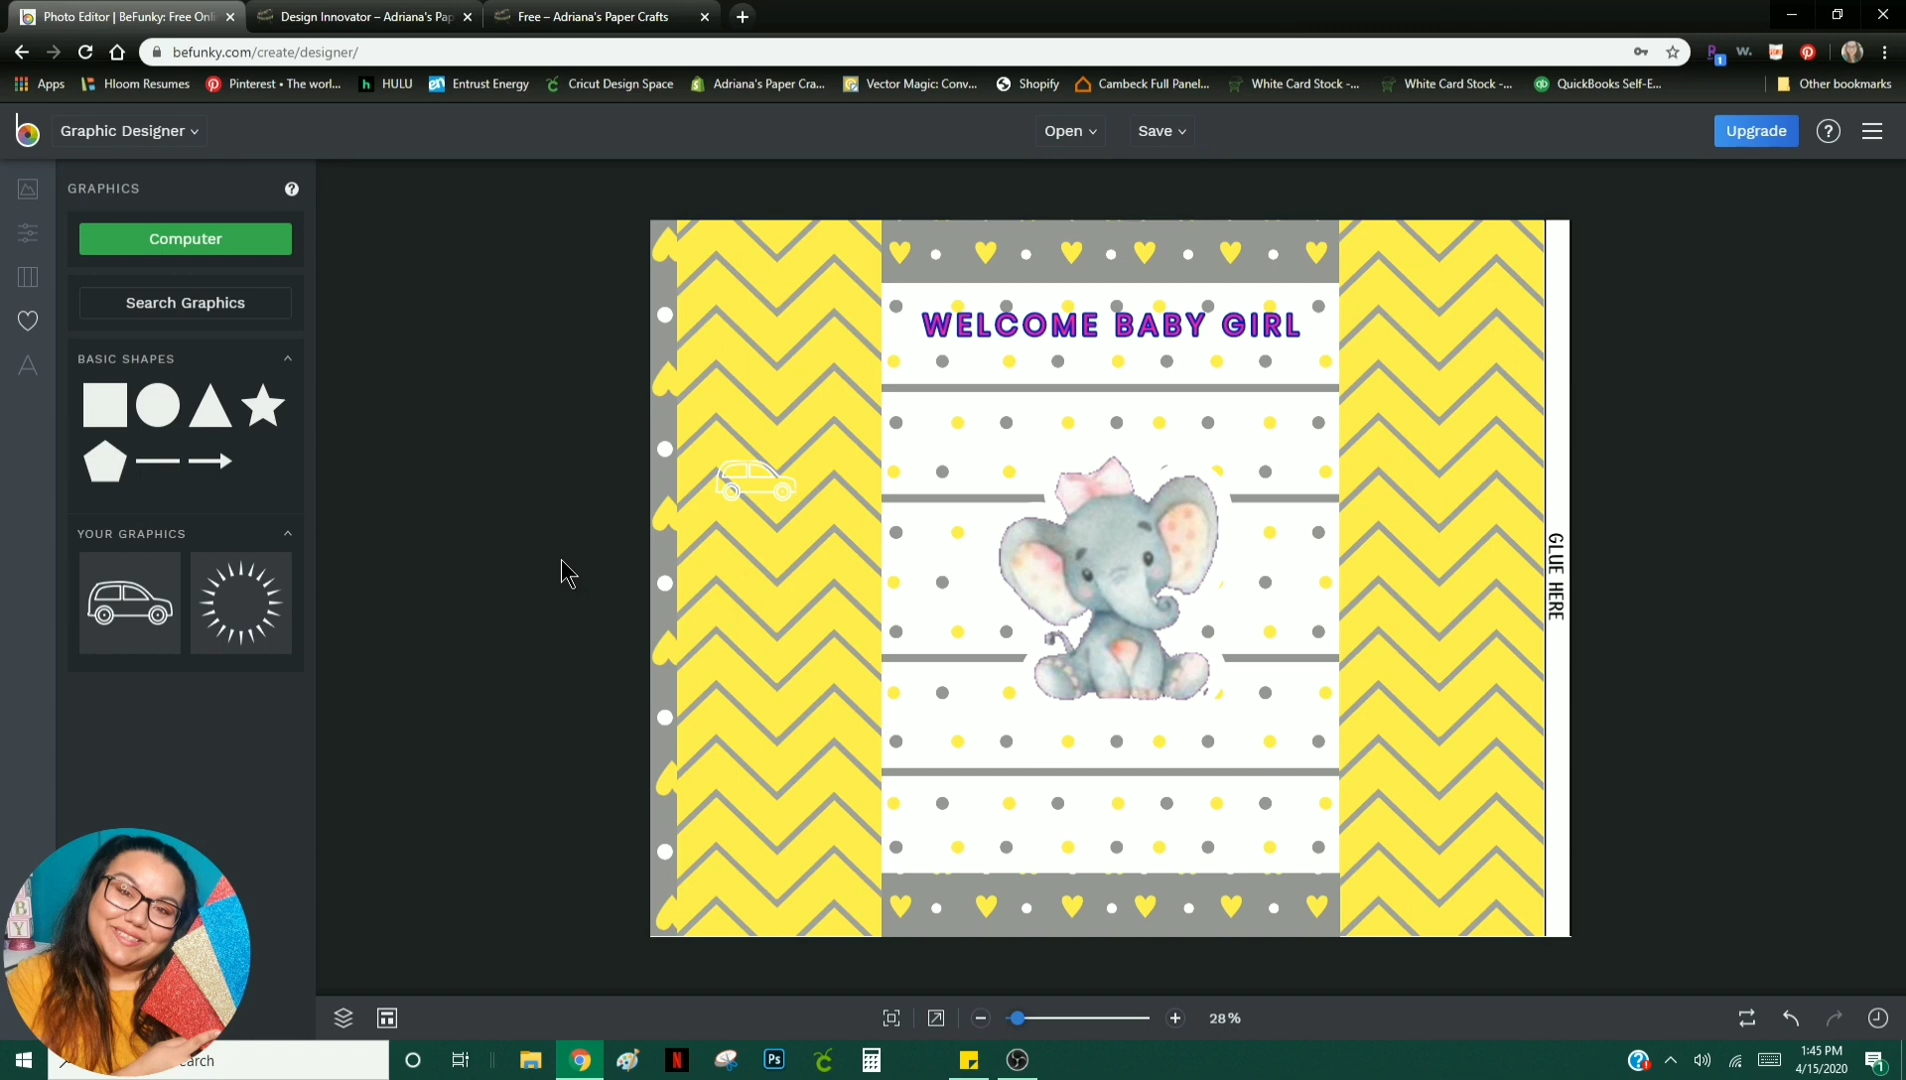 Photo Editor | BeFunky: Free Onli
Design Innovator – Adriana's Pap
Free – Adriana's Paper Crafts
befunky.com/create/designer/
Apps
Hloom Resumes
Pinterest • The worl...
HULU
Entrust Energy
Cricut Design Space
Adriana's Paper Cra...
Vector Magic: Conv...
Shopify
Cambeck Full Panel...
White Card Stock -...
White Card Stock -...
QuickBooks Self-E...
Other bookmarks
Graphic Designer
Open
Save
Upgrade
GRAPHICS
Computer
Search Graphics
BASIC SHAPES
YOUR GRAPHICS
WELCOME BABY GIRL
GLUE HERE
28%
earch
Ps
1:45 PM
4/15/2020